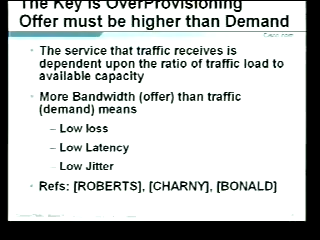 The Key is OverProvisioning
Offer must be higher than Demand
• The service that traffic receives is
dependent upon the ratio of traffic load to
available capacity
• More Bandwidth (offer) than traffic
(demand) means
– Low loss
– Low Latency
– Low Jitter
• Refs: [ROBERTS], [CHARNY], [BONALD]